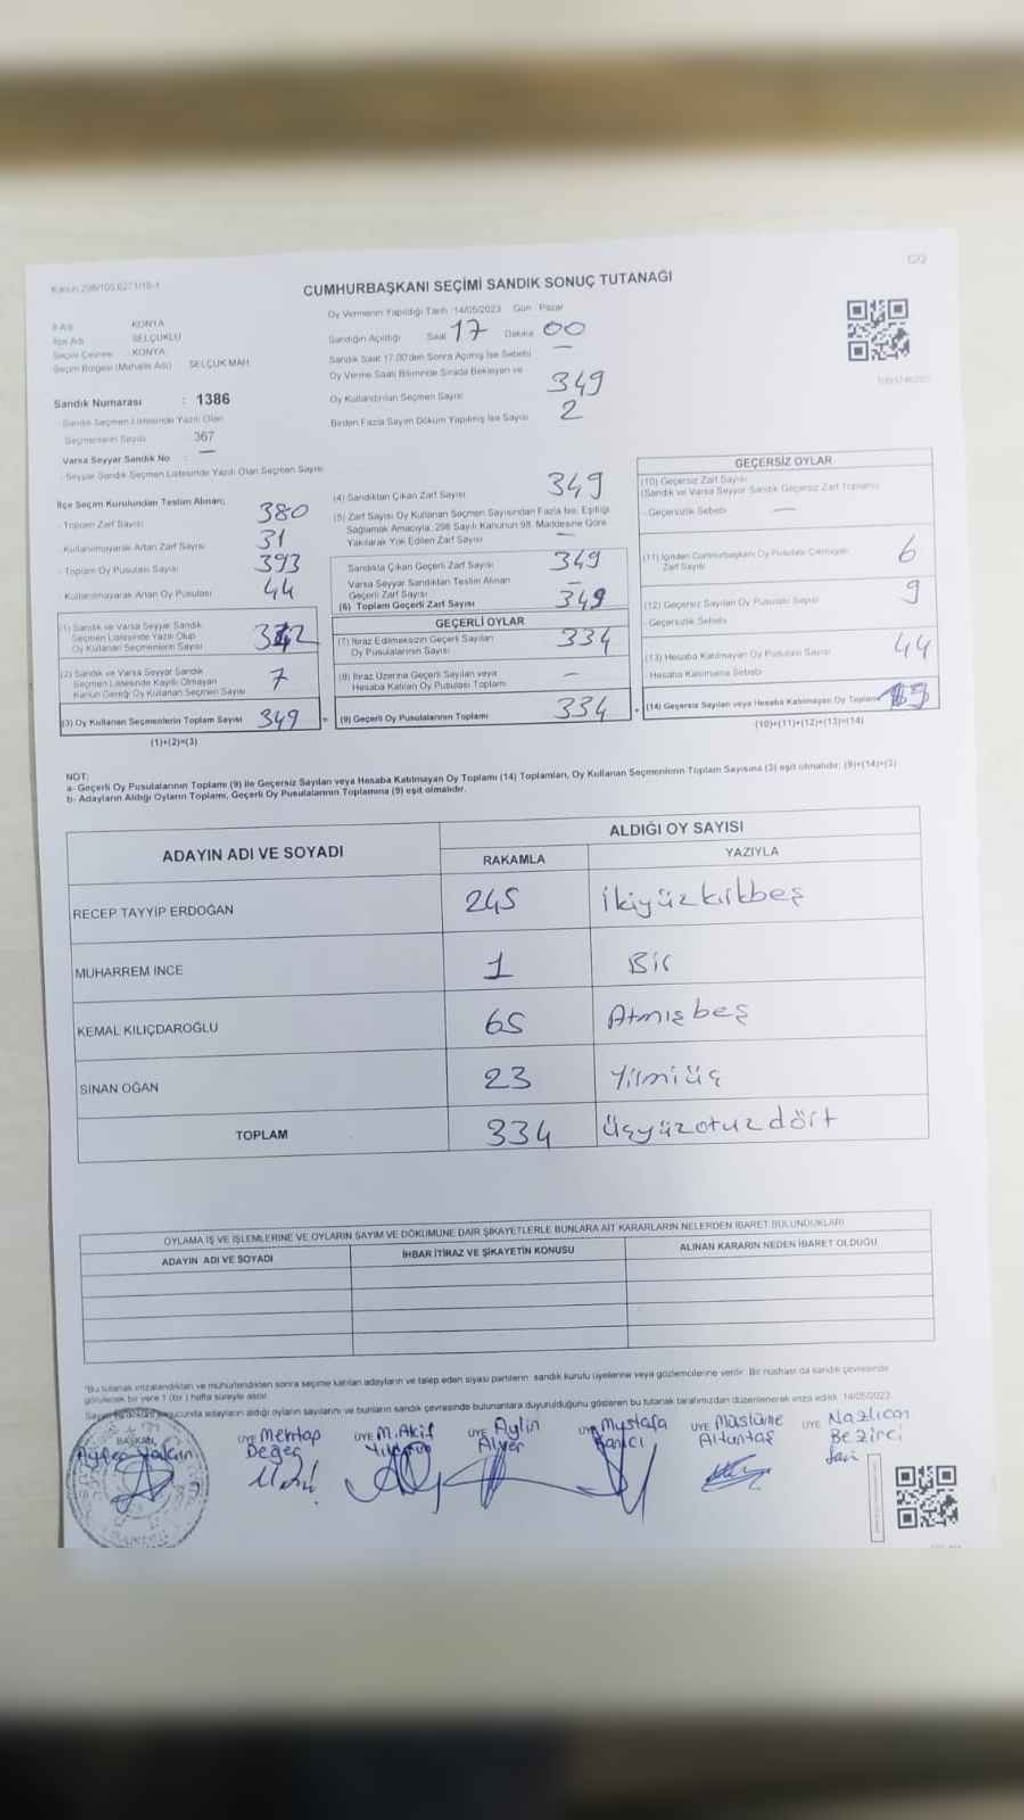 CUMHURBAŞKANI SEÇİMİ SANDIK SONUÇ TUTANAĞI
Oy Vermenin Yapıldığı Tarih :14/05/2023 Gün : Pazar
İl Adı KONYA
İlçe Adı SELÇUKLU
Seçim Çevresi KONYA
Seçim Bölgesi (Mahalle Adı) SELÇUK MAH
Sandık Numarası : 1386
Sandık Seçmen Listesinde Yazılı Olan
Seçmenlerin Sayısı 367
Varsa Seyyar Sandık No —
Seyyar Sandık Seçmen Listesinde Yazılı Olan Seçmen Sayısı
Sandığın Açıldığı Saat 17 Dakika 00
Sandık Saat 17.00'den Sonra Açılmış İse Sebebi —
Oy Verme Saati Bitiminde Sırada Bekleyen ve
Oy Kullandırılan Seçmen Sayısı 349
Birden Fazla Sayım Döküm Yapılmış İse Sayısı 2
İlçe Seçim Kurulundan Teslim Alınan;
- Toplam Zarf Sayısı 380
- Kullanılmayarak Artan Zarf Sayısı 31
- Toplam Oy Pusulası Sayısı 393
- Kullanılmayarak Artan Oy Pusulası 44
(1) Sandık ve Varsa Seyyar Sandık
Seçmen Listesinde Yazılı Olup
Oy Kullanan Seçmenlerin Sayısı 342
(2) Sandık ve Varsa Seyyar Sandık
Seçmen Listesinde Kayıtlı Olmayan
Kanun Gereği Oy Kullanan Seçmen Sayısı 7
(3) Oy Kullanan Seçmenlerin Toplam Sayısı 349
(1)+(2)=(3)
(4) Sandıktan Çıkan Zarf Sayısı 349
(5) Zarf Sayısı Oy Kullanan Seçmen Sayısından Fazla İse, Eşitliği
Sağlamak Amacıyla, 298 Sayılı Kanunun 98. Maddesine Göre
Yakılarak Yok Edilen Zarf Sayısı —
Sandıkta Çıkan Geçerli Zarf Sayısı 349
Varsa Seyyar Sandıktan Teslim Alınan
Geçerli Zarf Sayısı —
(6) Toplam Geçerli Zarf Sayısı 349
GEÇERLİ OYLAR
(7) İtiraz Edilmeksizin Geçerli Sayılan
Oy Pusulalarının Sayısı 334
(8) İtiraz Üzerine Geçerli Sayılan veya
Hesaba Katılan Oy Pusulası Toplamı —
(9) Geçerli Oy Pusulalarının Toplamı 334
GEÇERSİZ OYLAR
(10) Geçersiz Zarf Sayısı
(Sandık ve Varsa Seyyar Sandık Geçersiz Zarf Toplamı)
- Geçersizlik Sebebi —
(11) İçinden Cumhurbaşkanı Oy Pusulası Çıkmayan
Zarf Sayısı 6
(12) Geçersiz Sayılan Oy Pusulası Sayısı 9
- Geçersizlik Sebebi
(13) Hesaba Katılmayan Oy Pusulası Sayısı 44
Hesaba Katılmama Sebebi
(14) Geçersiz Sayılan veya Hesaba Katılmayan Oy Toplamı
(10)+(11)+(12)+(13)=(14)
NOT:
a- Geçerli Oy Pusulalarının Toplamı (9) ile Geçersiz Sayılan veya Hesaba Katılmayan Oy Toplamı (14) Toplamları, Oy Kullanan Seçmenlerin Toplam Sayısına (3) eşit olmalıdır. (9)+(14)=(3)
b- Adayların Aldığı Oyların Toplamı, Geçerli Oy Pusulalarının Toplamına (9) eşit olmalıdır.
ADAYIN ADI VE SOYADI ALDIĞI OY SAYISI
RAKAMLA YAZIYLA
RECEP TAYYİP ERDOĞAN 245 İkiyüzkırkbeş
MUHARREM İNCE 1 Bir
KEMAL KILIÇDAROĞLU 65 Atmışbeş
SİNAN OĞAN 23 Yirmiüç
TOPLAM 334 Üçyüzotuzdört
OYLAMA İŞ VE İŞLEMLERİNE VE OYLARIN SAYIM VE DÖKÜMÜNE DAİR ŞİKAYETLERLE BUNLARA AİT KARARLARIN NELERDEN İBARET BULUNDUKLARI
ADAYIN ADI VE SOYADI İHBAR İTİRAZ VE ŞİKAYETİN KONUSU ALINAN KARARIN NEDEN İBARET OLDUĞU
*Bu tutanak imzalandıktan ve mühürlendikten sonra seçime katılan adayların ve talep eden siyasi partilerin sandık kurulu üyelerine veya gözlemcilerine verilir. Bir nüshası da sandık çevresinde
görülecek bir yere 1 (bir) hafta süreyle asılır.
sonucunda adayların aldığı oyların sayılarını ve bunların sandık çevresinde bulunanlara duyurulduğunu gösteren bu tutanak tarafımızdan düzenlenerek imza edildi. 14/05/2023
BAŞKAN ÜYE Mehtap ÜYE M.Akif ÜYE Aylin ÜYE Mustafa ÜYE Müslüme ÜYE Nazlıcan
Değer Alyer Altuntaş Bezirci